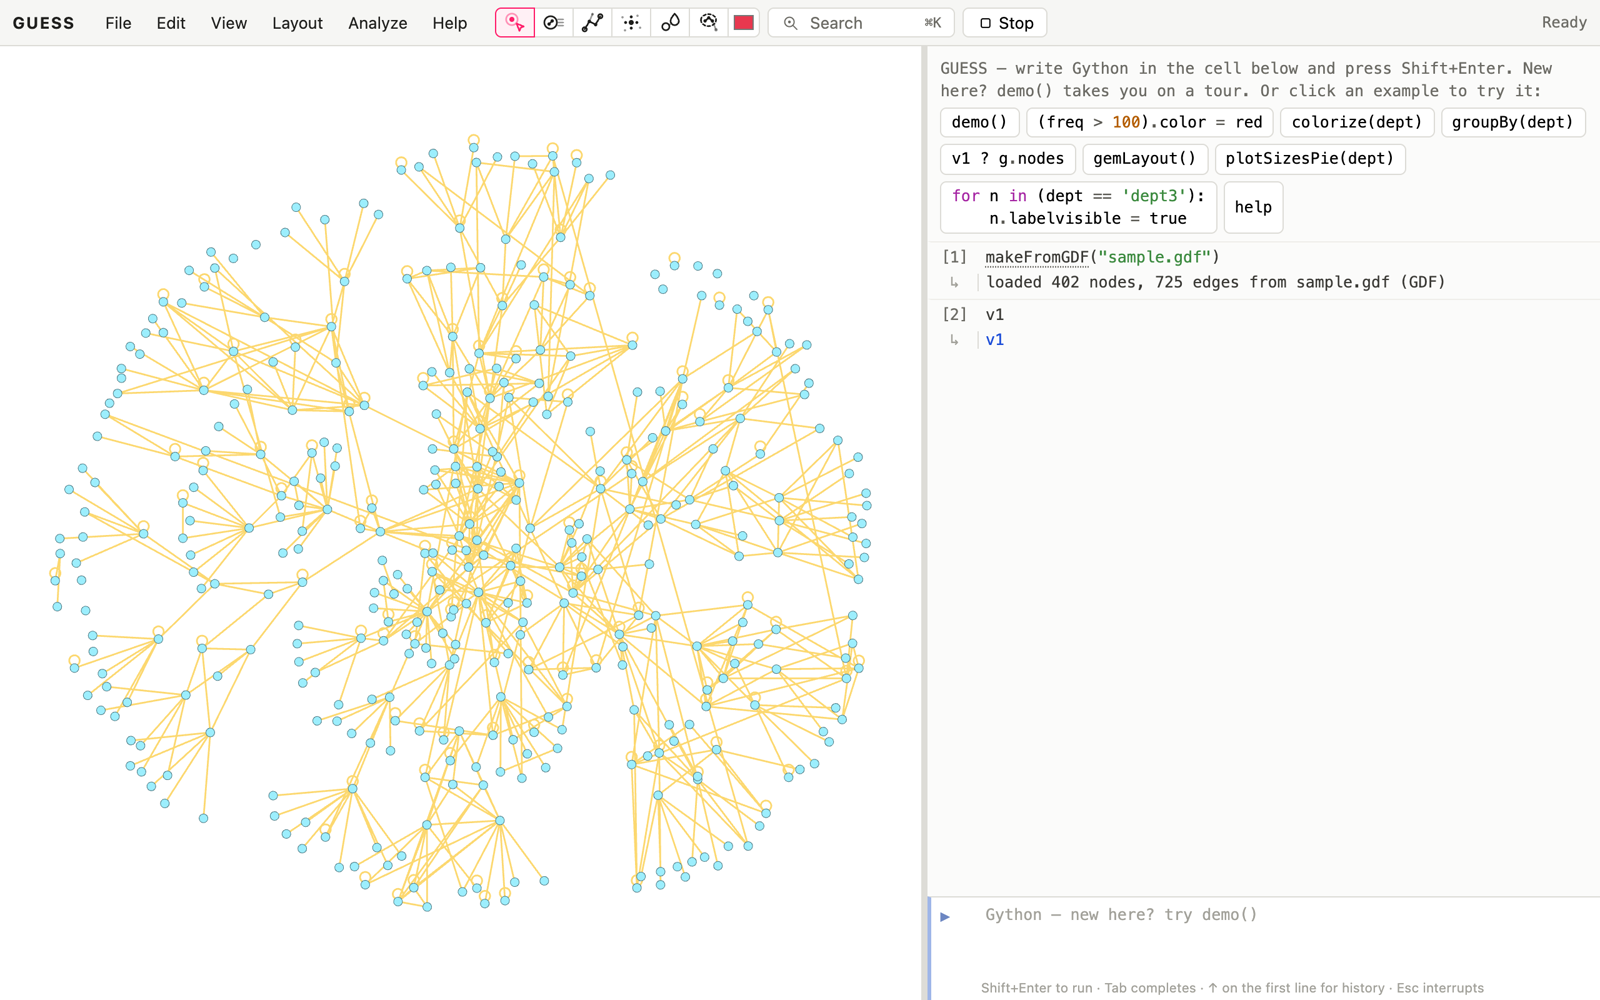 GUESS File Edit View Layout Analyze Help Search ⌘K Stop Ready
GUESS — write Gython in the cell below and press Shift+Enter. New
here? demo() takes you on a tour. Or click an example to try it:
demo() (freq > 100).color = red colorize(dept) groupBy(dept)
v1 ? g.nodes gemLayout() plotSizesPie(dept)
for n in (dept == 'dept3'):
n.labelvisible = true
help
[1] makeFromGDF("sample.gdf")
↳ loaded 402 nodes, 725 edges from sample.gdf (GDF)
[2] v1
↳ v1
Gython — new here? try demo()
Shift+Enter to run · Tab completes · ↑ on the first line for history · Esc interrupts